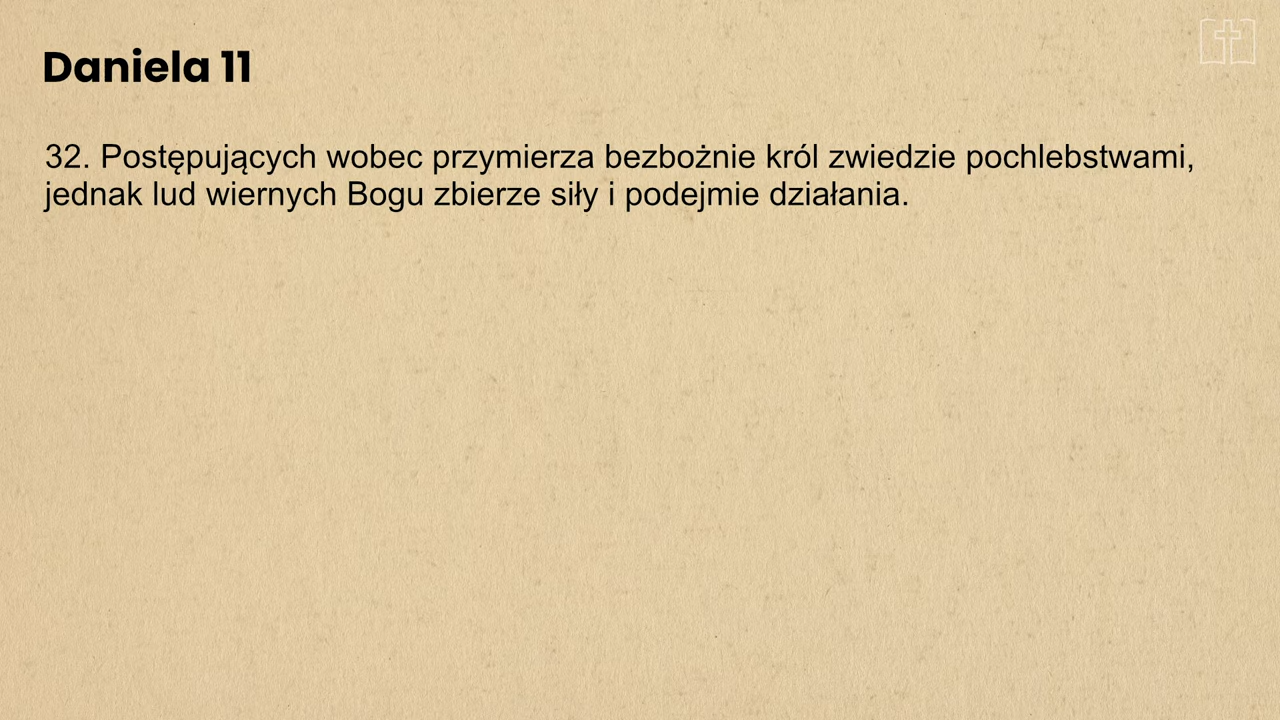 Daniela 11
32. Postępujących wobec przymierza bezbożnie król zwiedzie pochlebstwami,
jednak lud wiernych Bogu zbierze siły i podejmie działania.